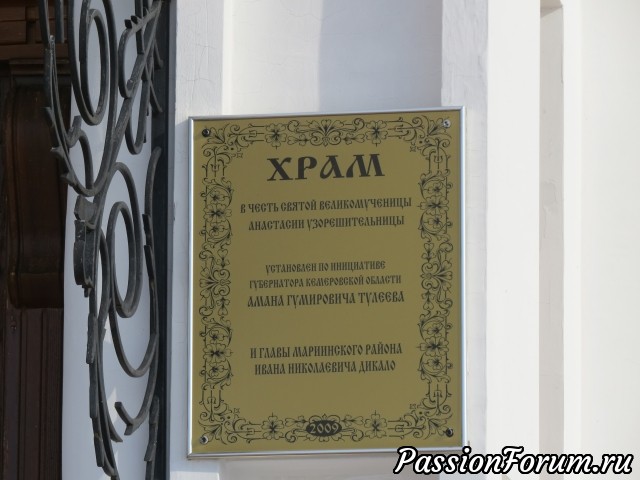 ХРАМ
В ЧЕСТЬ СВЯТОЙ ВЕЛИКОМУЧЕНИЦЫ
АНАСТАСИИ УЗОРЕШИТЕЛЬНИЦЫ
УСТАНОВЛЕН ПО ИНИЦИАТИВЕ
ГУБЕРНАТОРА КЕМЕРОВСКОЙ ОБЛАСТИ
АМАНА ГУМИРОВИЧА ТУЛЕЕВА
И ГЛАВЫ МАРИИНСКОГО РАЙОНА
ИВАНА НИКОЛАЕВИЧА ДИКАЛО
2009
PassionForum.ru